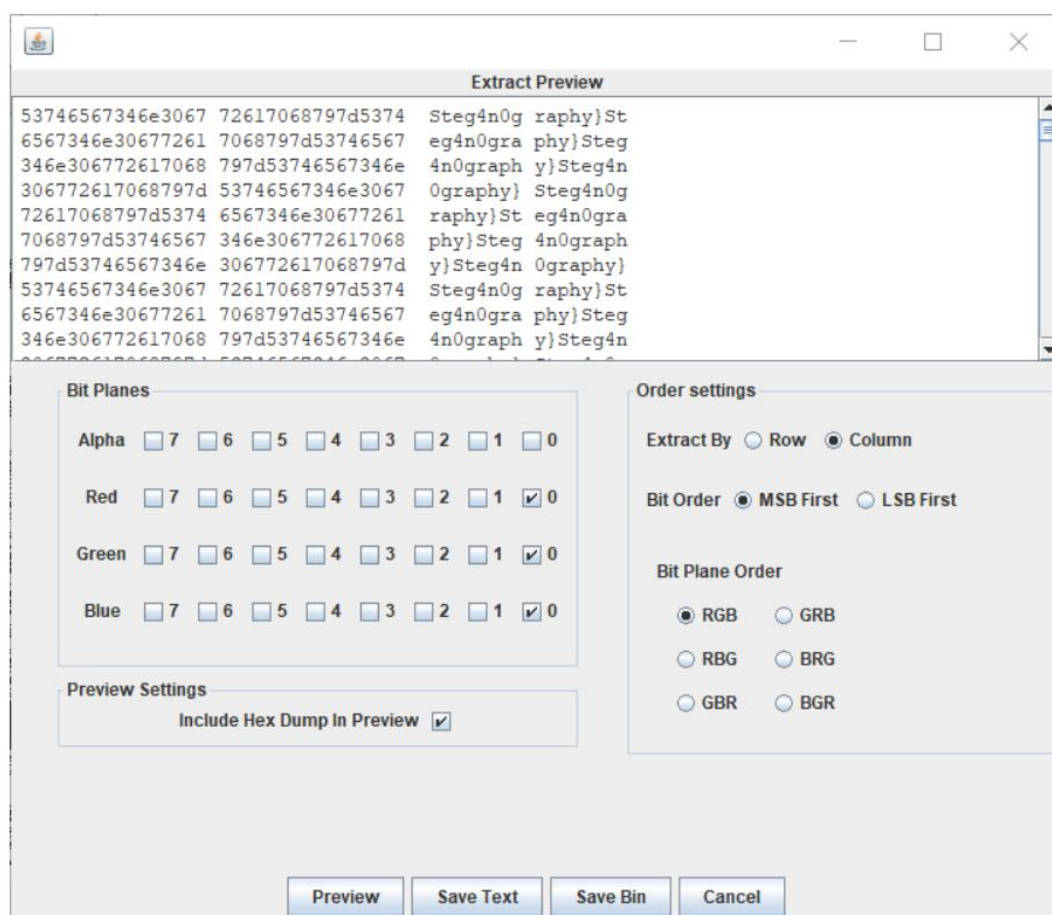 Extract Preview
53746567346e3067 72617068797d5374 Steg4n0g raphy}St
6567346e30677261 7068797d53746567 eg4n0gra phy}Steg
346e306772617068 797d53746567346e 4n0graph y}Steg4n
306772617068797d 53746567346e3067 0graphy} Steg4n0g
72617068797d5374 6567346e30677261 raphy}St eg4n0gra
7068797d53746567 346e306772617068 phy}Steg 4n0graph
797d53746567346e 306772617068797d y}Steg4n 0graphy}
53746567346e3067 72617068797d5374 Steg4n0g raphy}St
6567346e30677261 7068797d53746567 eg4n0gra phy}Steg
346e306772617068 797d53746567346e 4n0graph y}Steg4n
Bit Planes
Order settings
Alpha 7 6 5 4 3 2 1 0
Extract By Row Column
Red 7 6 5 4 3 2 1 0
Bit Order MSB First LSB First
Green 7 6 5 4 3 2 1 0
Bit Plane Order
Blue 7 6 5 4 3 2 1 0
RGB GRB
RBG BRG
Preview Settings
GBR BGR
Include Hex Dump In Preview
Preview Save Text Save Bin Cancel